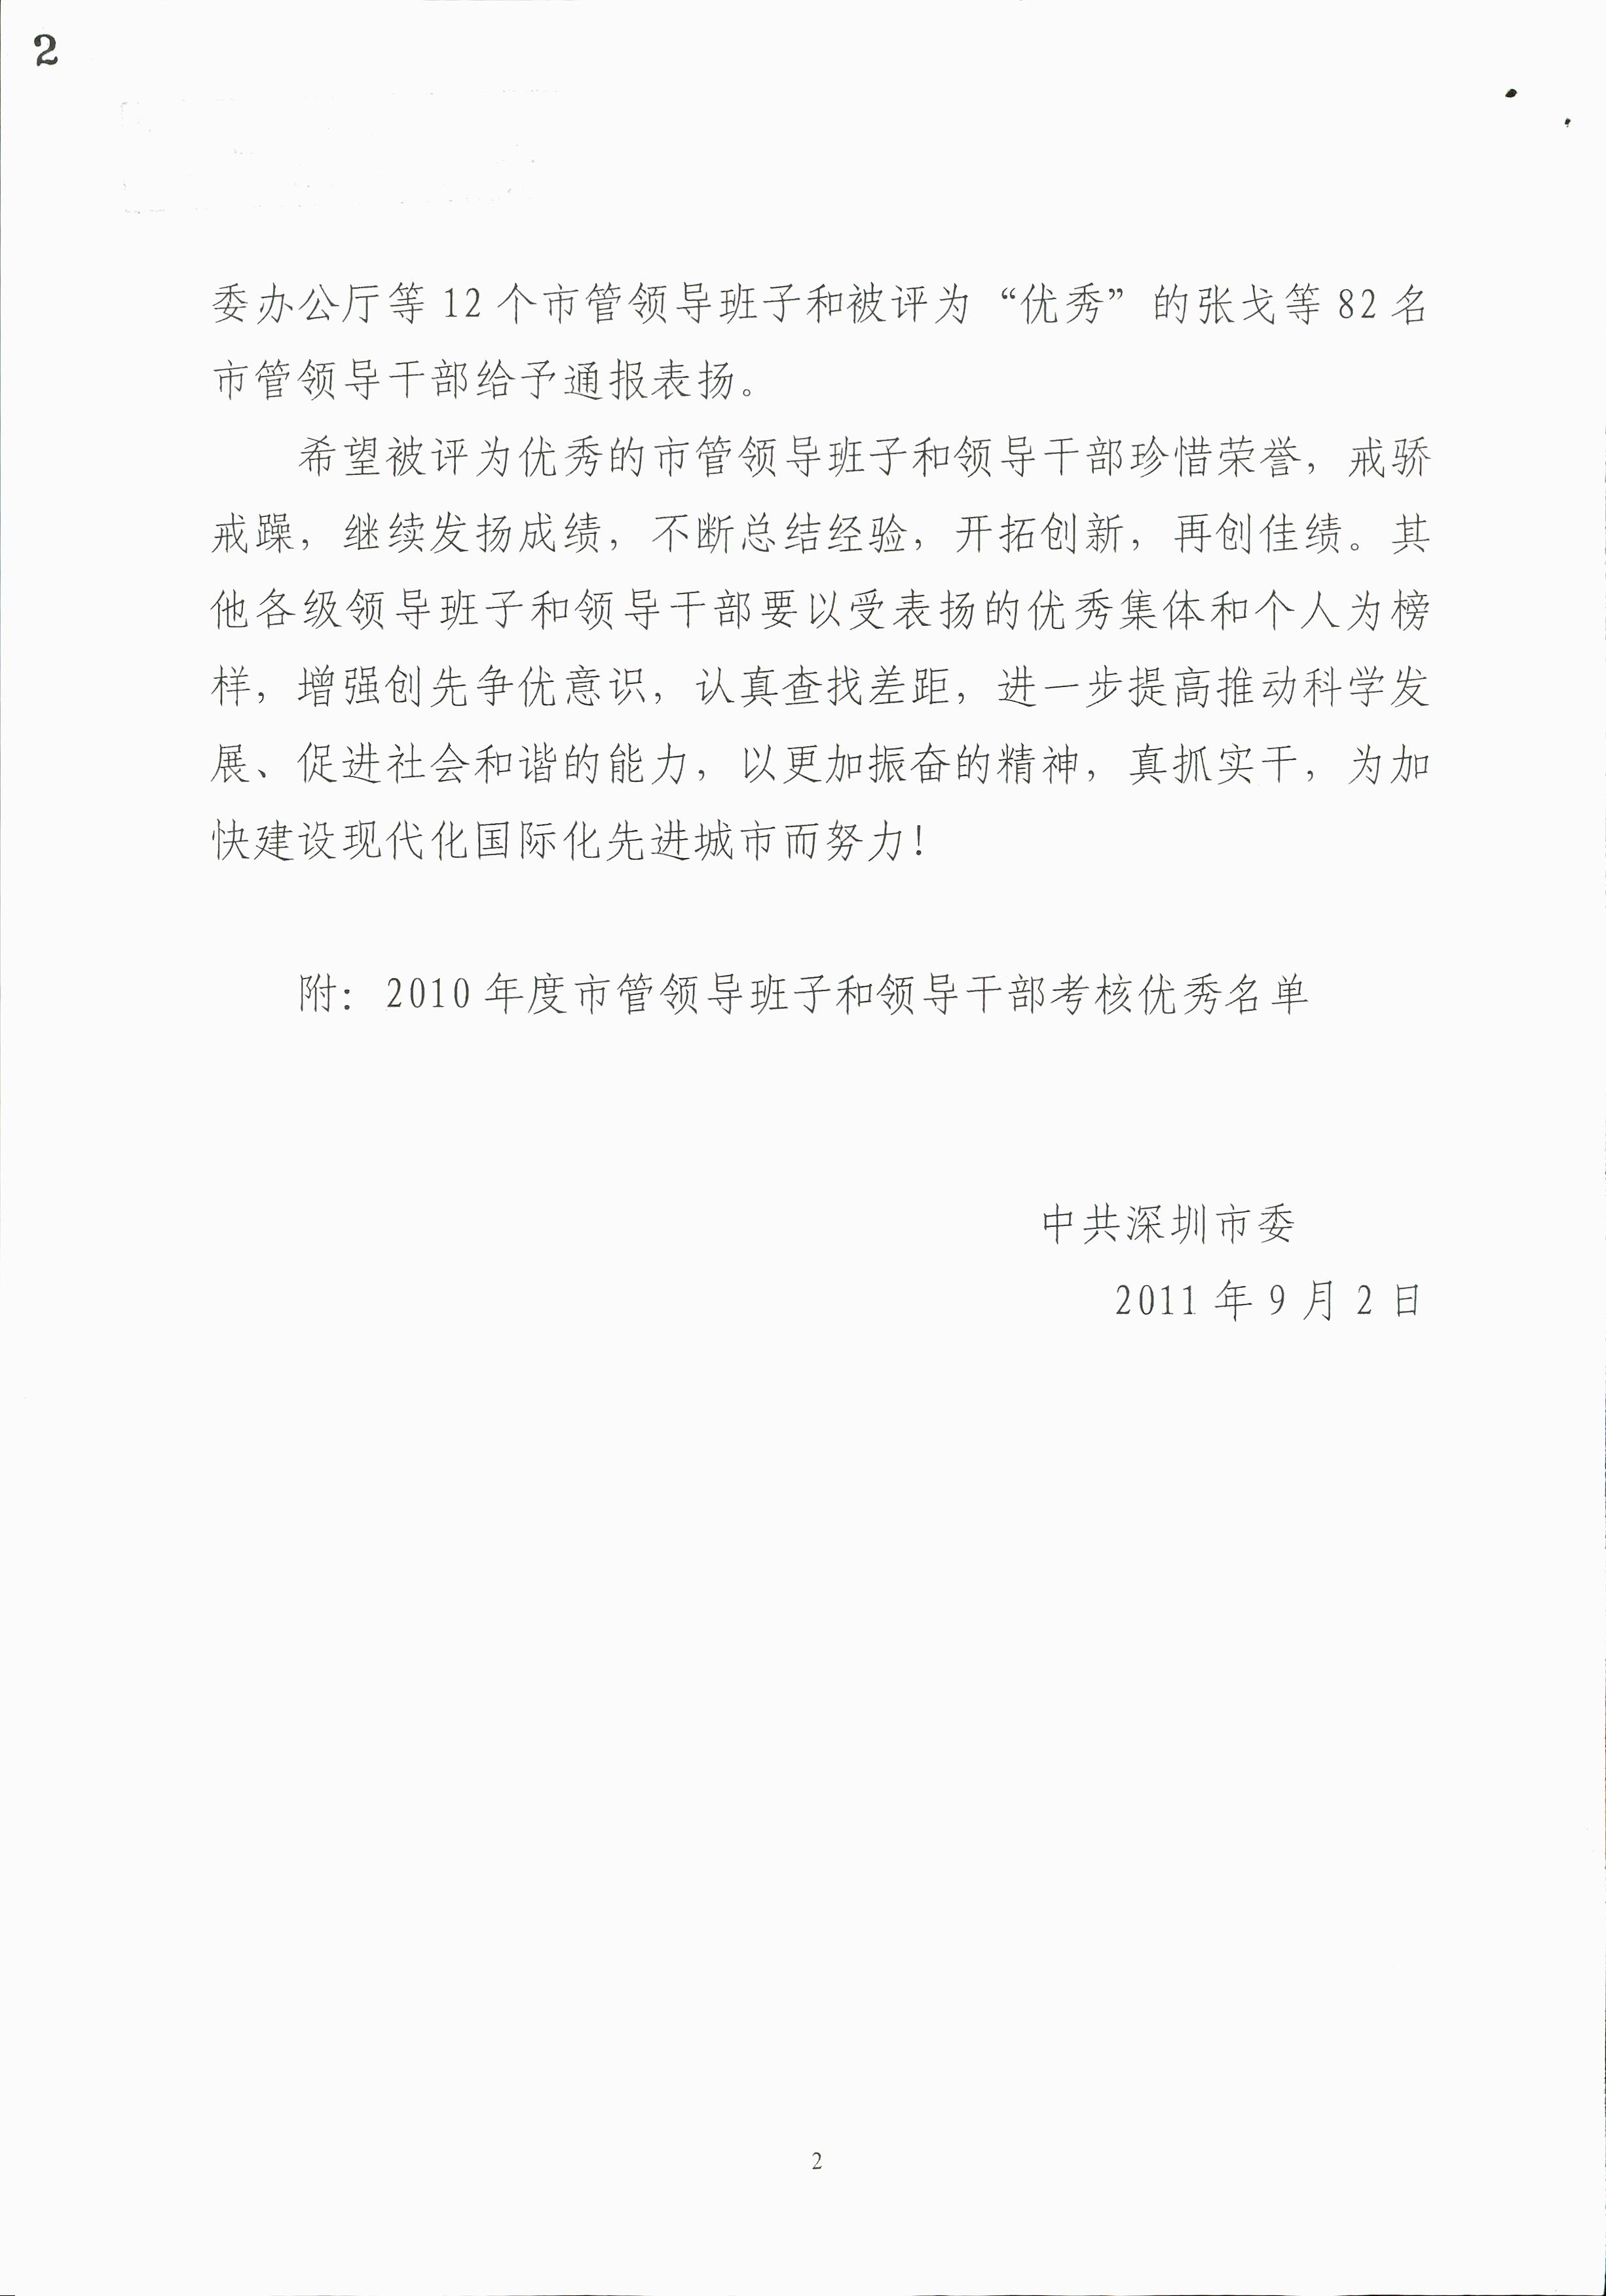 2
委办公厅等 12 个市管领导班子和被评为“优秀”的张戈等 82 名
市管领导干部给予通报表扬。
希望被评为优秀的市管领导班子和领导干部珍惜荣誉，戒骄
戒躁，继续发扬成绩，不断总结经验，开拓创新，再创佳绩。其
他各级领导班子和领导干部要以受表扬的优秀集体和个人为榜
样，增强创先争优意识，认真查找差距，进一步提高推动科学发
展、促进社会和谐的能力，以更加振奋的精神，真抓实干，为加
快建设现代化国际化先进城市而努力！
附：2010 年度市管领导班子和领导干部考核优秀名单
中共深圳市委
2011 年 9 月 2 日
2